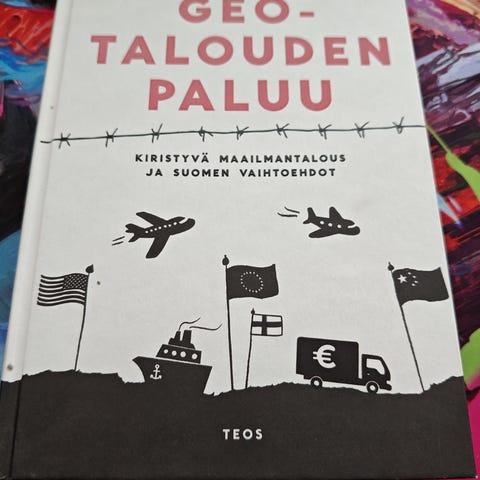 GEO-
TALOUDEN
PALUU
KIRISTYVÄ MAAILMANTALOUS
JA SUOMEN VAIHTOEHDOT
€
TEOS